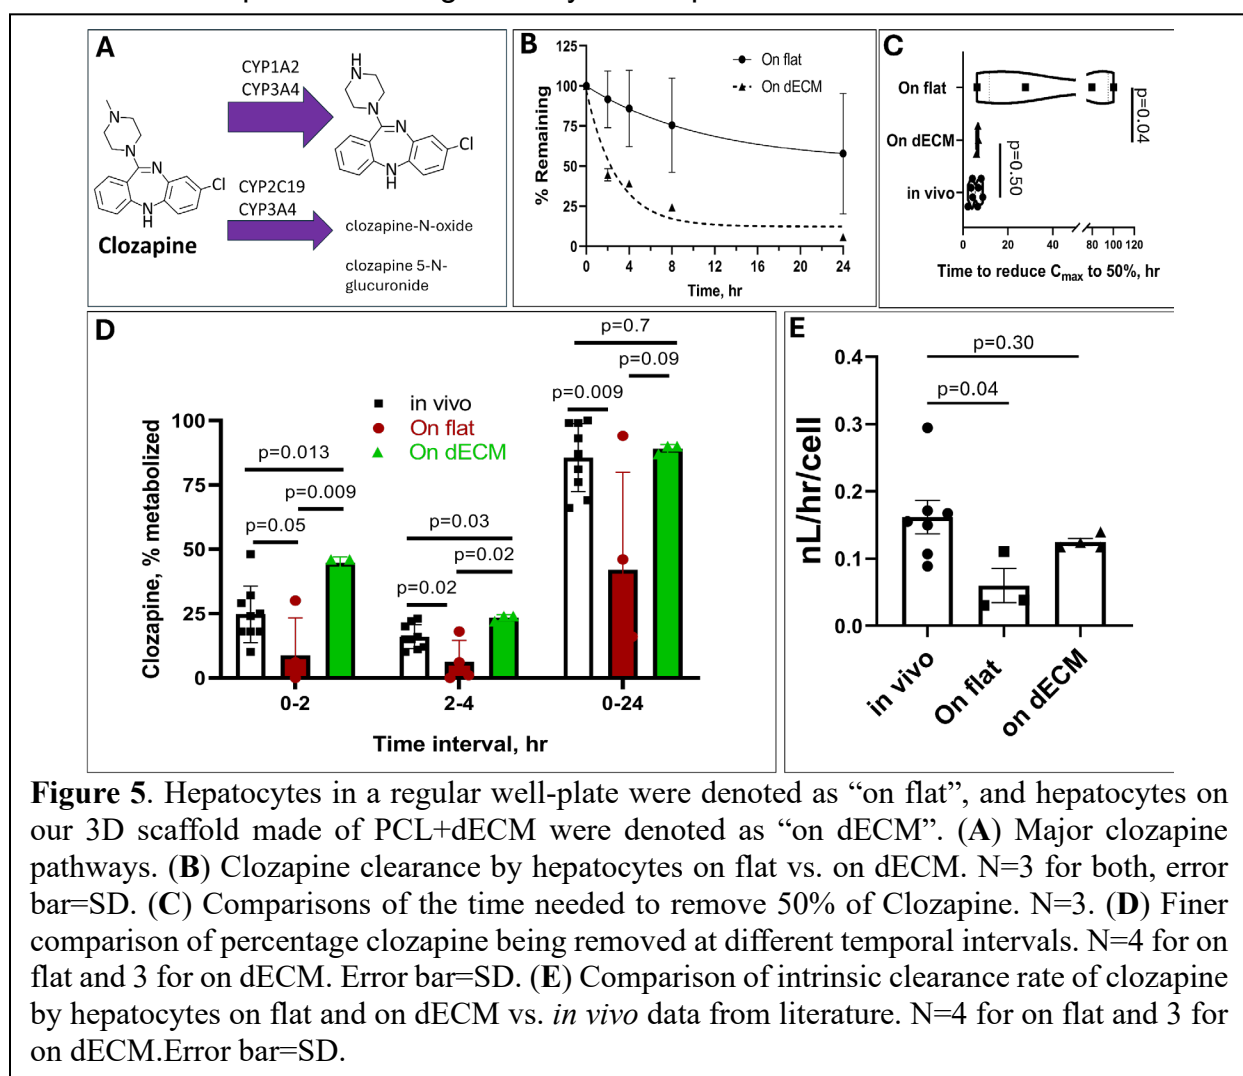 A
CYP1A2
CYP3A4
H
N
N
N
Cl
N
H
N
N
N
Cl
N
H
CYP2C19
CYP3A4
Clozapine
clozapine-N-oxide
clozapine 5-N-
glucuronide
B
On flat
On dECM
% Remaining
125
100
75
50
25
0
0 4 8 12 16 20 24
Time, hr
C
On flat
On dECM
in vivo
p=0.04
p=0.50
0 20 40 80 100 120
Time to reduce Cmax to 50%, hr
D
in vivo
On flat
On dECM
Clozapine, % metabolized
100
75
50
25
0
p=0.013
p=0.009
p=0.05
p=0.03
p=0.02
p=0.02
p=0.7
p=0.09
p=0.009
0-2 2-4 0-24
Time interval, hr
E
nL/hr/cell
0.4
0.3
0.2
0.1
0.0
p=0.30
p=0.04
in vivo
On flat
on dECM
Figure 5. Hepatocytes in a regular well-plate were denoted as “on flat”, and hepatocytes on
our 3D scaffold made of PCL+dECM were denoted as “on dECM”. (A) Major clozapine
pathways. (B) Clozapine clearance by hepatocytes on flat vs. on dECM. N=3 for both, error
bar=SD. (C) Comparisons of the time needed to remove 50% of Clozapine. N=3. (D) Finer
comparison of percentage clozapine being removed at different temporal intervals. N=4 for on
flat and 3 for on dECM. Error bar=SD. (E) Comparison of intrinsic clearance rate of clozapine
by hepatocytes on flat and on dECM vs. in vivo data from literature. N=4 for on flat and 3 for
on dECM.Error bar=SD.